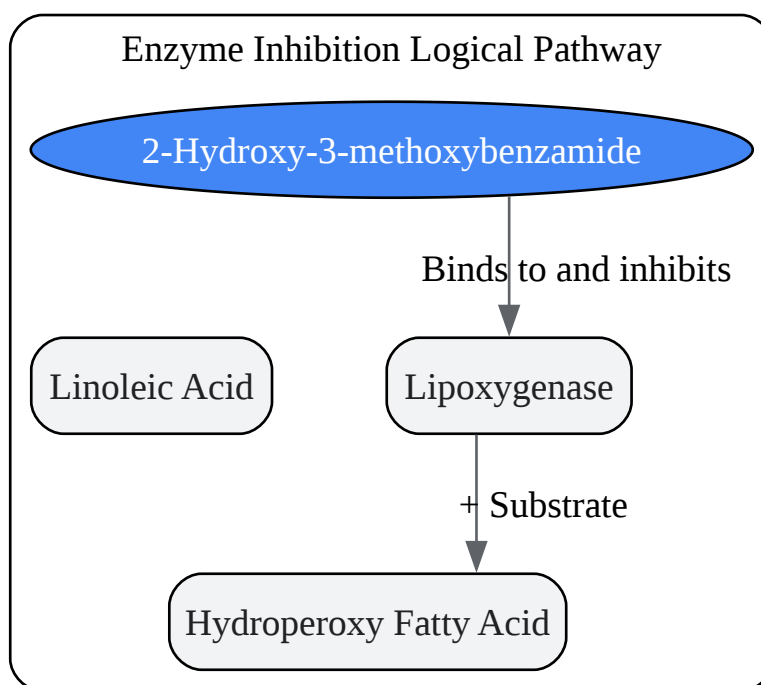 Enzyme Inhibition Logical Pathway
2-Hydroxy-3-methoxybenzamide
Binds to and inhibits
Linoleic Acid
Lipoxygenase
+ Substrate
Hydroperoxy Fatty Acid